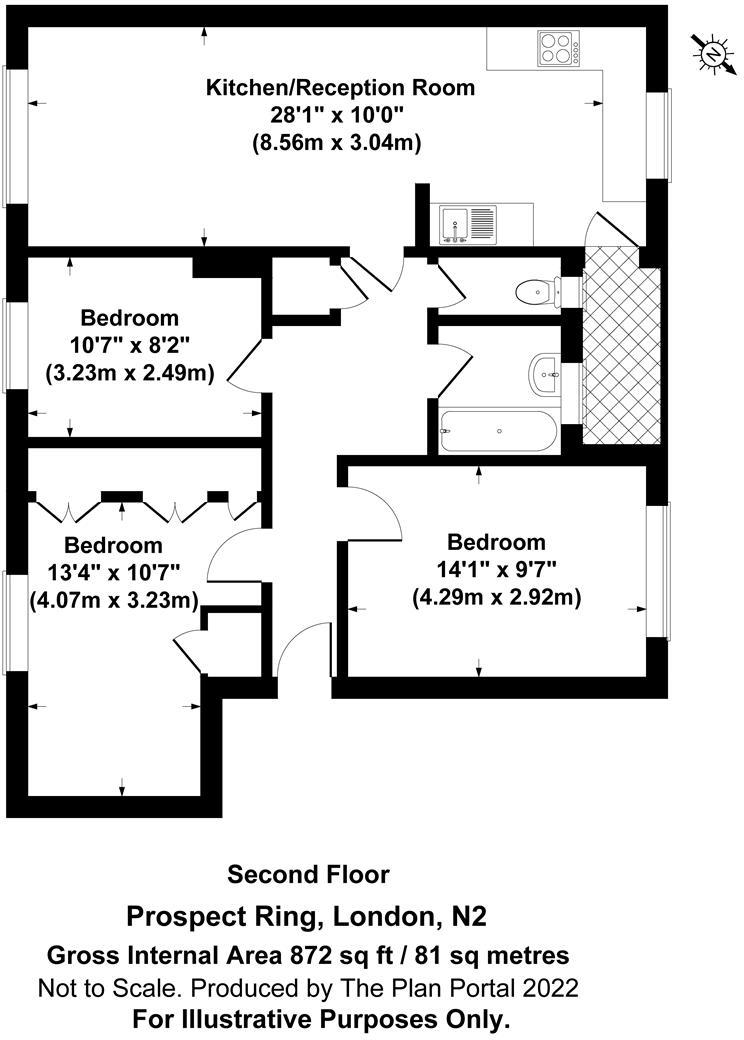 Kitchen/Reception Room
28'1" x 10'0"
(8.56m x 3.04m)
N
Bedroom
10'7" x 8'2"
(3.23m x 2.49m)
Bedroom
13'4" x 10'7"
(4.07m x 3.23m)
Bedroom
14'1" x 9'7"
(4.29m x 2.92m)
Second Floor
Prospect Ring, London, N2
Gross Internal Area 872 sq ft / 81 sq metres
Not to Scale. Produced by The Plan Portal 2022
For Illustrative Purposes Only.